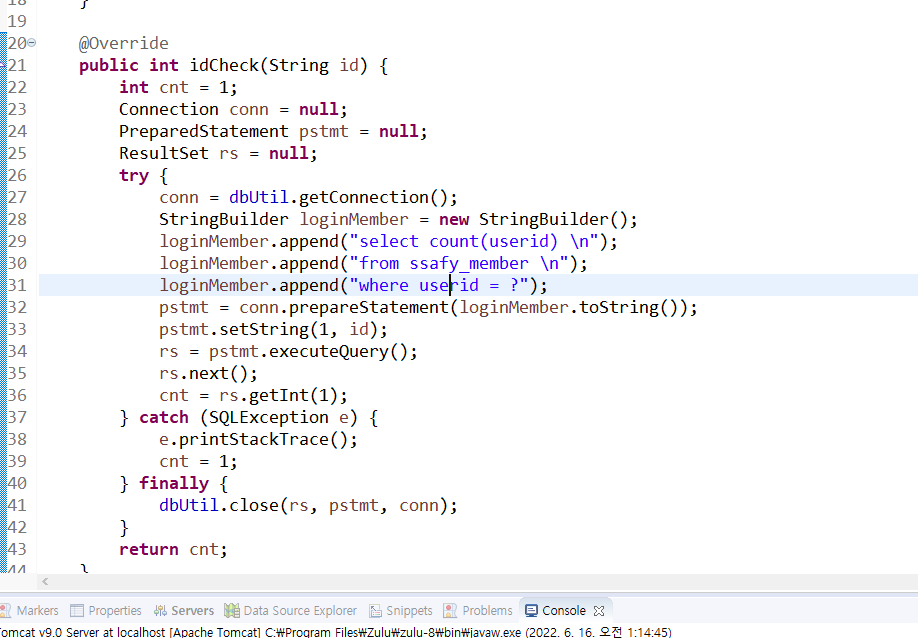 18 }
19
20 @Override
21 public int idCheck(String id) {
22 int cnt = 1;
23 Connection conn = null;
24 PreparedStatement pstmt = null;
25 ResultSet rs = null;
26 try {
27 conn = dbUtil.getConnection();
28 StringBuilder loginMember = new StringBuilder();
29 loginMember.append("select count(userid) \n");
30 loginMember.append("from ssafy_member \n");
31 loginMember.append("where userid = ?");
32 pstmt = conn.prepareStatement(loginMember.toString());
33 pstmt.setString(1, id);
34 rs = pstmt.executeQuery();
35 rs.next();
36 cnt = rs.getInt(1);
37 } catch (SQLException e) {
38 e.printStackTrace();
39 cnt = 1;
40 } finally {
41 dbUtil.close(rs, pstmt, conn);
42 }
43 return cnt;
44 }
Markers Properties Servers Data Source Explorer Snippets Problems Console
Tomcat v9.0 Server at localhost [Apache Tomcat] C:₩Program Files₩Zulu₩zulu-8₩bin₩javaw.exe (2022. 6. 16. 오전 1:14:45)